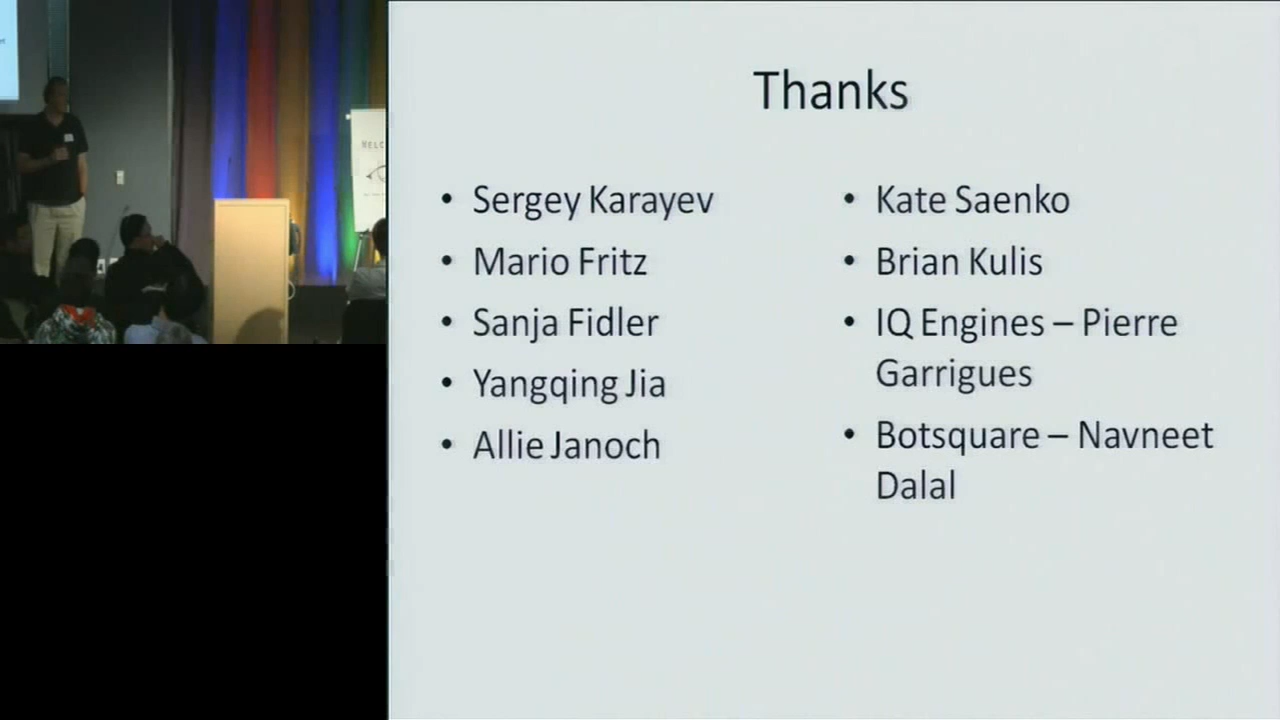 Thanks
• Sergey Karayev
• Mario Fritz
• Sanja Fidler
• Yangqing Jia
• Allie Janoch
• Kate Saenko
• Brian Kulis
• IQ Engines – Pierre
Garrigues
• Botsquare – Navneet
Dalal